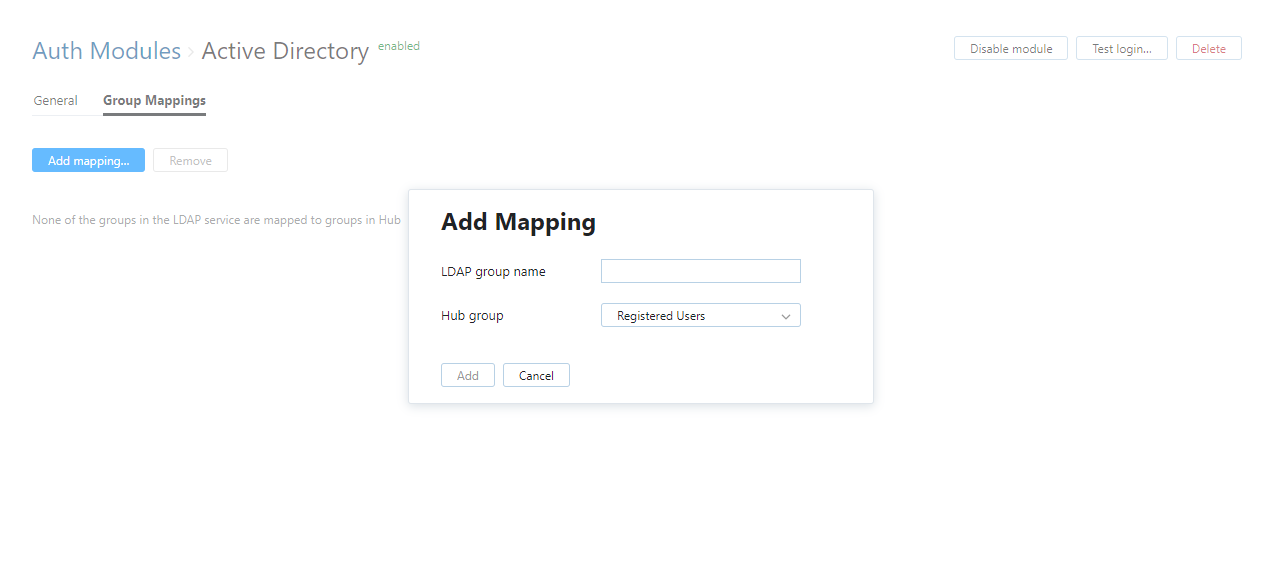 Auth Modules › Active Directory enabled
Disable module Test login... Delete
General Group Mappings
Add mapping... Remove
None of the groups in the LDAP service are mapped to groups in Hub
Add Mapping
LDAP group name
Hub group Registered Users
Add Cancel